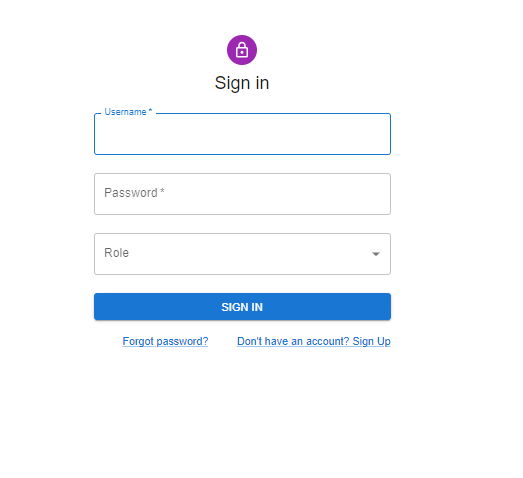 Sign in
Username *
Password *
Role
SIGN IN
Forgot password? Don't have an account? Sign Up